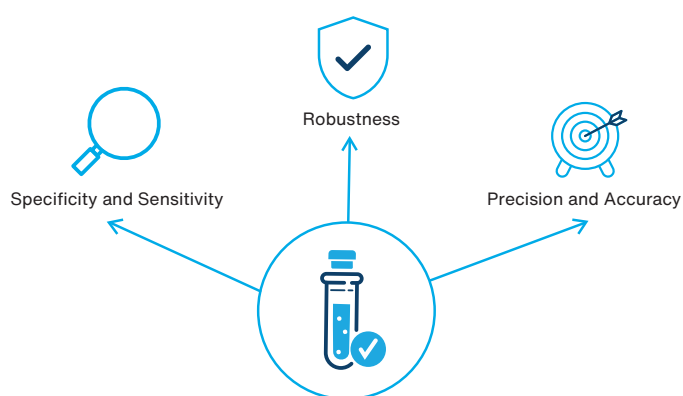 Robustness
Specificity and Sensitivity
Precision and Accuracy